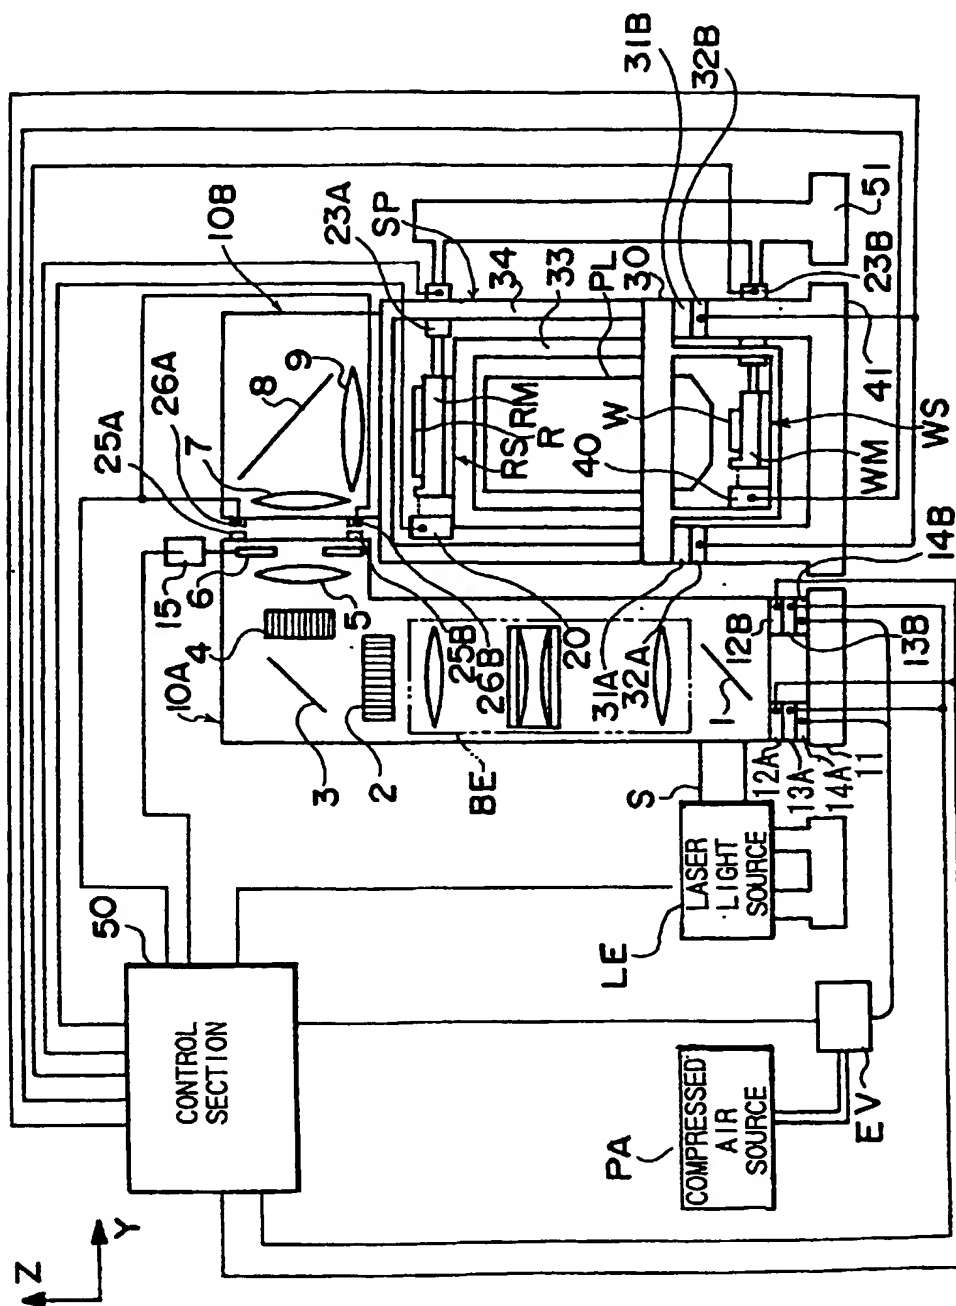 31B
32B
10B
23A
SP
26A
25A
7
8
9
34
33
30
PL
51
23B
41
RS(RM)
R
W
40
WM
WS
15
6
5
4
10A
3
2
25B
26B
20
31A
32A
BE
1
12B
14B
13B
12A
13A
14A
11
S
LASER
LIGHT
SOURCE
LE
50
CONTROL
SECTION
COMPRESSED
AIR
SOURCE
PA
EV
Z
Y